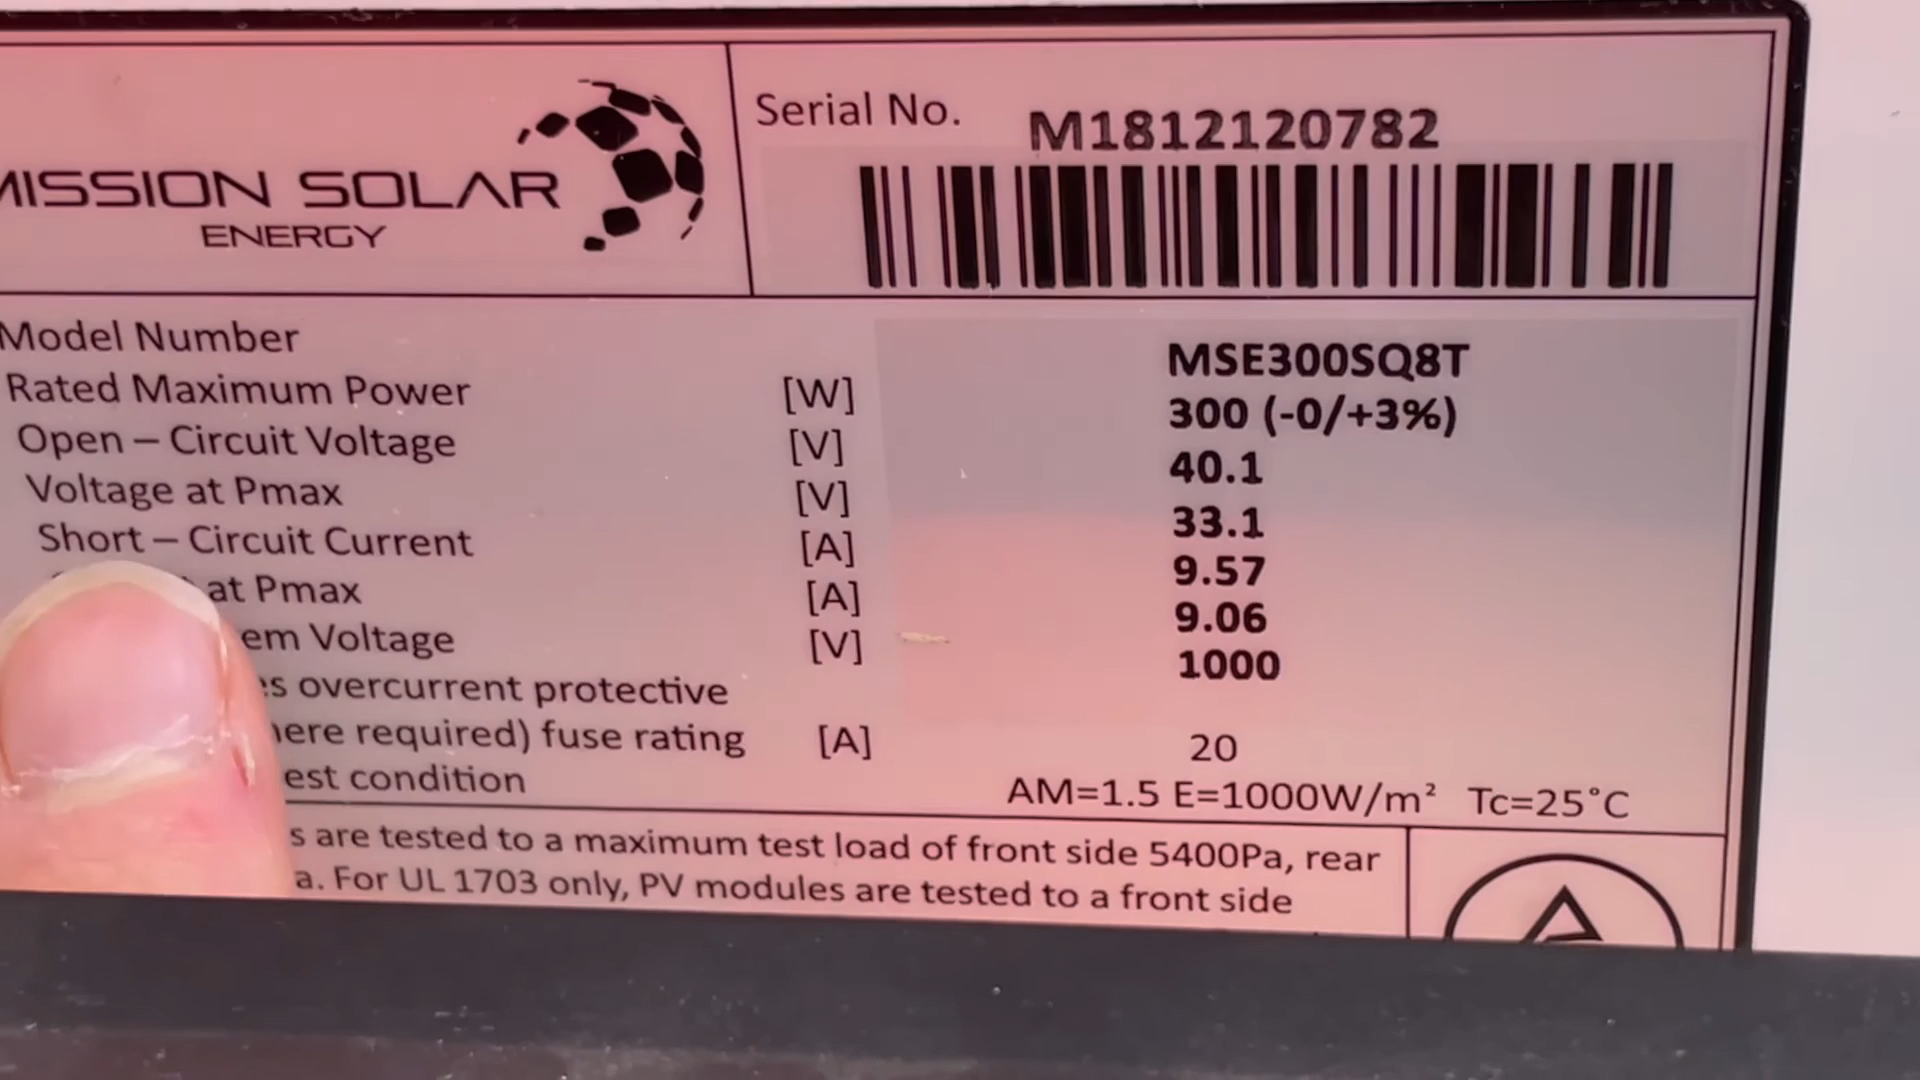 MISSION SOLAR
ENERGY
Serial No. M1812120782
Model Number MSE300SQ8T
Rated Maximum Power [W] 300 (-0/+3%)
Open – Circuit Voltage [V] 40.1
Voltage at Pmax [V] 33.1
Short – Circuit Current [A] 9.57
at Pmax [A] 9.06
Voltage [V] 1000
overcurrent protective
required) fuse rating [A] 20
condition AM=1.5 E=1000W/m² Tc=25°C
are tested to a maximum test load of front side 5400Pa, rear
For UL 1703 only, PV modules are tested to a front side